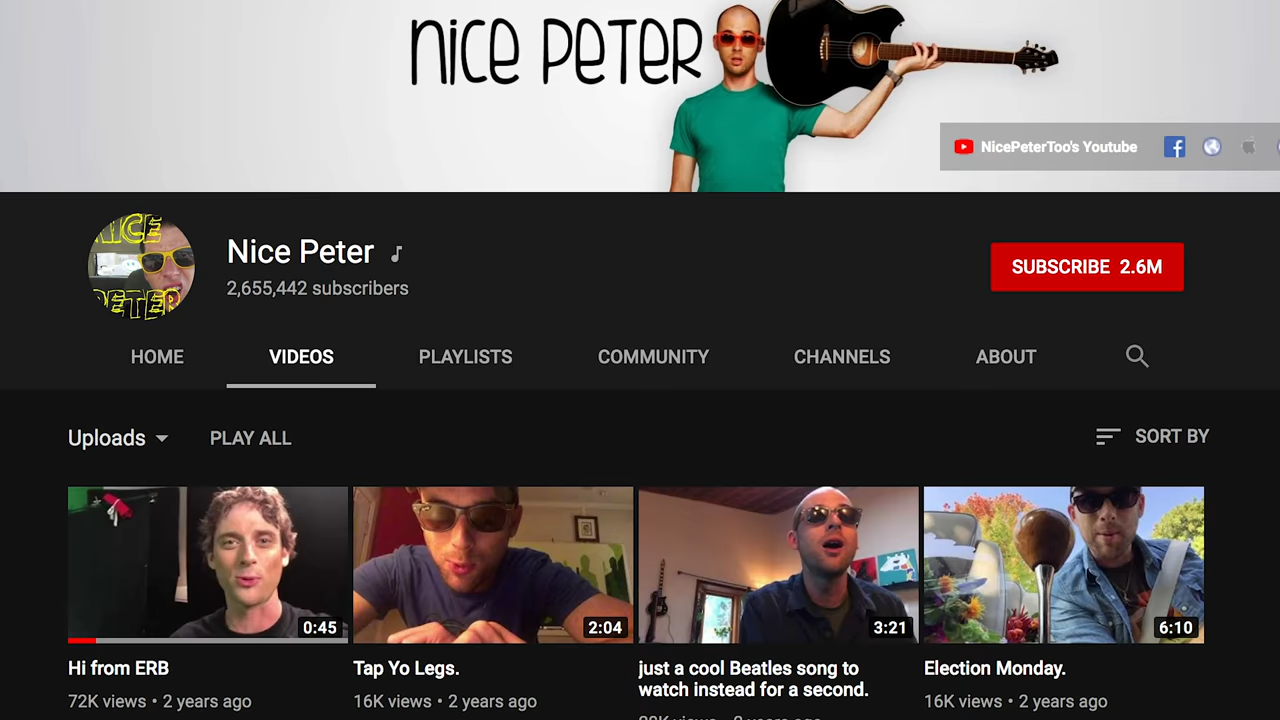 nice peter
NicePeterToo's Youtube
NICE
PETER
Nice Peter
2,655,442 subscribers
SUBSCRIBE 2.6M
HOME VIDEOS PLAYLISTS COMMUNITY CHANNELS ABOUT
Uploads PLAY ALL SORT BY
0:45 2:04 3:21 6:10
Hi from ERB
72K views • 2 years ago
Tap Yo Legs.
16K views • 2 years ago
just a cool Beatles song to
watch instead for a second.
Election Monday.
16K views • 2 years ago